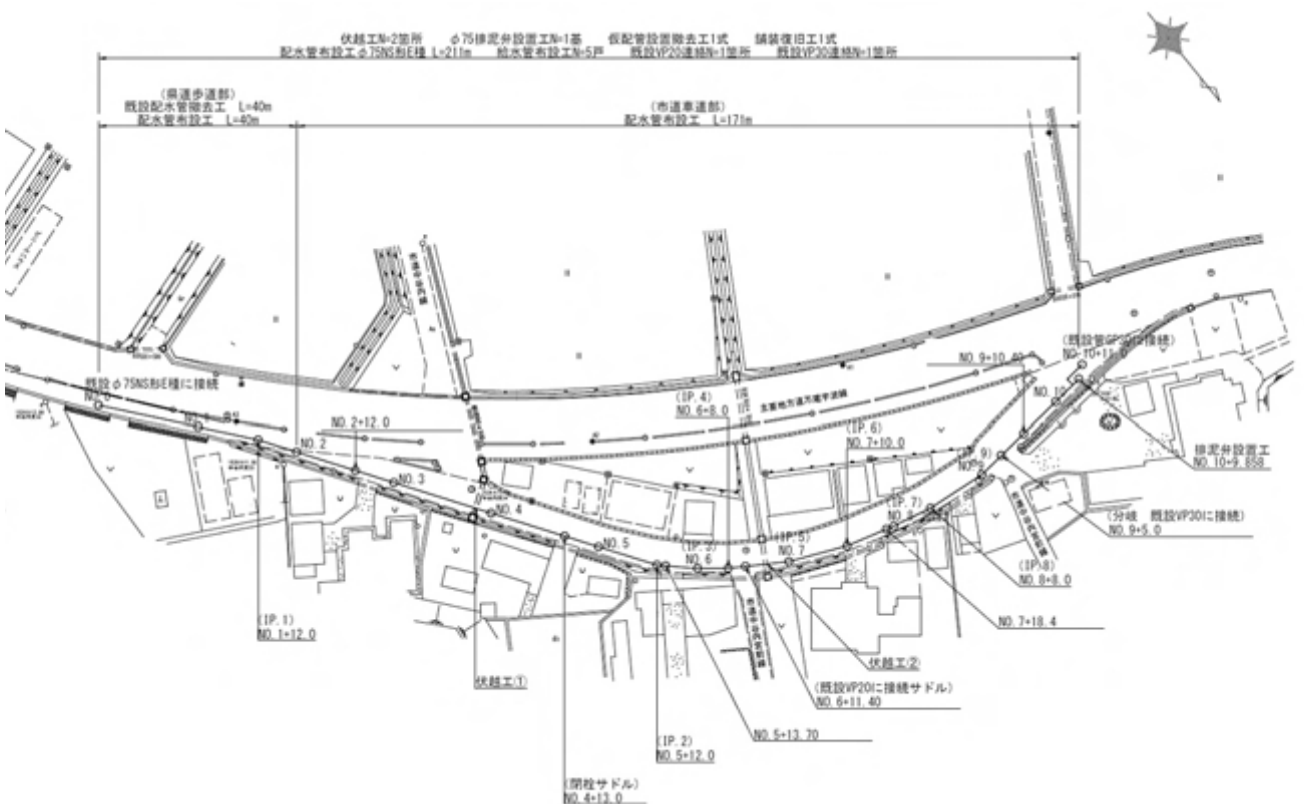 伏越工N=2箇所 φ75排泥弁設置工N=1基 仮配管設置撤去工1式 舗装復旧工1式
配水管布設工φ75NS形E種 L=211m 給水管布設工N=5戸 既設VP20連絡N=1箇所 既設VP30連絡N=1箇所
(県道歩道部)
既設配水管撤去工 L=40m
配水管布設工 L=40m
(市道車道部)
配水管布設工 L=171m
既設φ75NS形E種に接続
NO.2+12.0
NO.2
NO.3
NO.4
NO.5
(IP.3)
NO.6
(IP.4)
NO.6+8.0
(IP.5)
NO.7
(IP.6)
NO.7+10.0
(IP.7)
NO.8
NO.9+10.40
NO.10
NO.10+15.0
主要地方道万
排泥弁設置工
NO.10+9.858
(分岐 既設VP30に接続)
NO.9+5.0
(IP.8)
NO.8+8.0
NO.7+18.4
伏越工②
(既設VP20に接続サドル)
NO.6+11.40
NO.5+13.70
(IP.2)
NO.5+12.0
(閉栓サドル)
NO.4+13.0
伏越工①
(IP.1)
NO.1+12.0